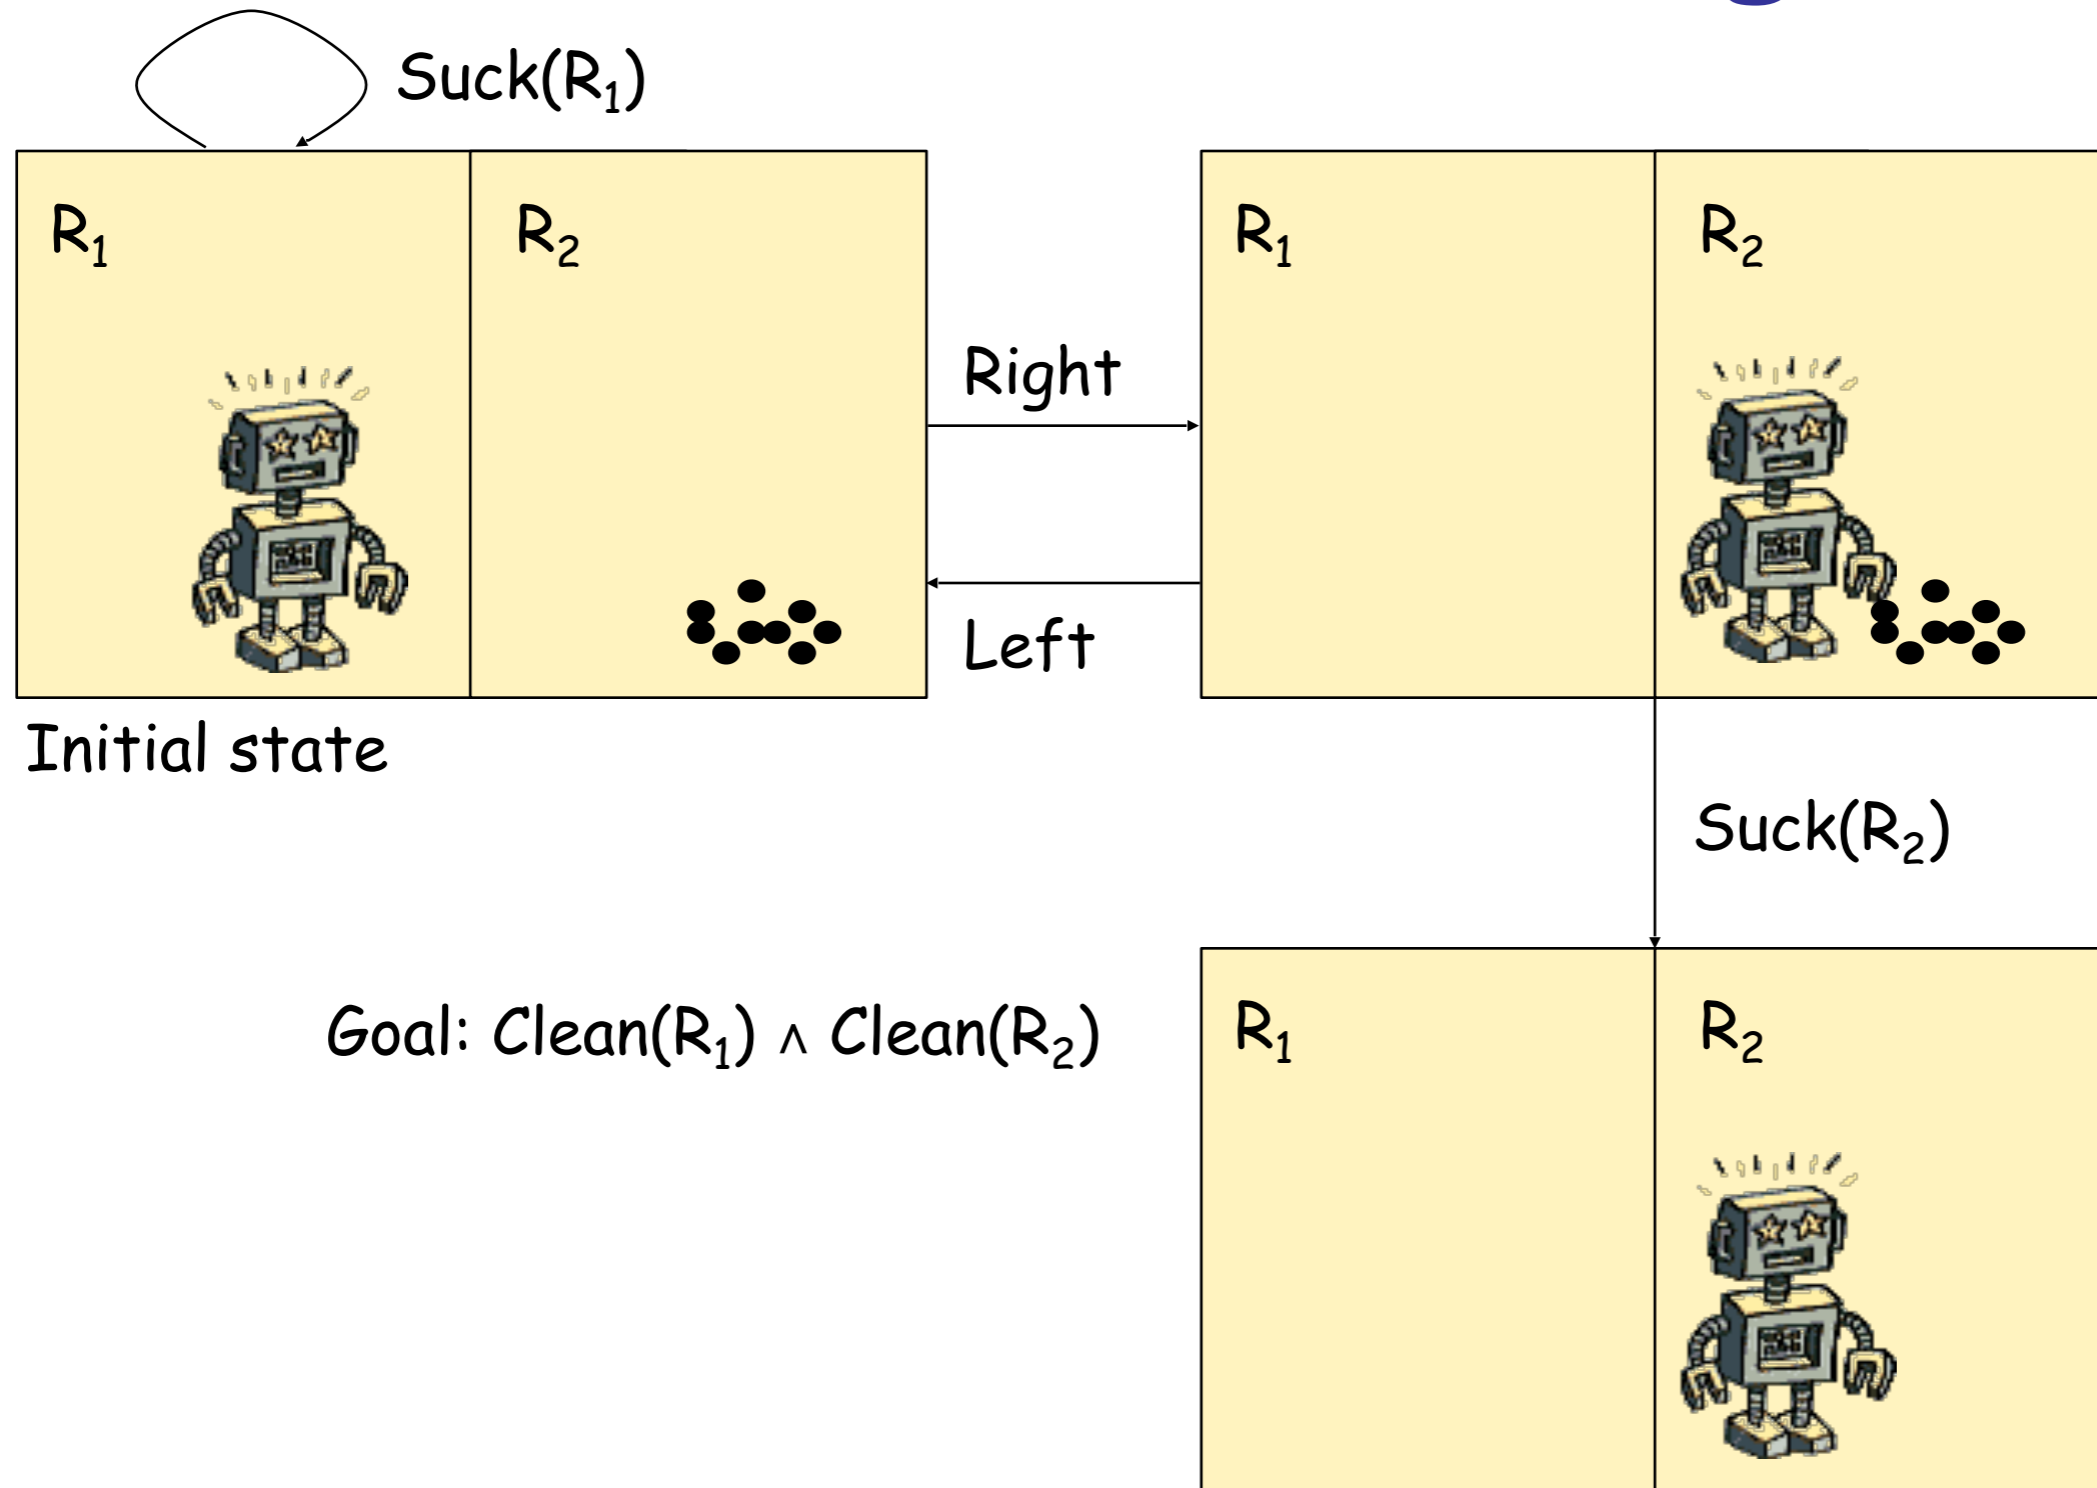 Suck(R₁)
R₁
R₂
R₁
R₂
Right
Left
Initial state
Suck(R₂)
Goal: Clean(R₁) ∧ Clean(R₂)
R₁
R₂